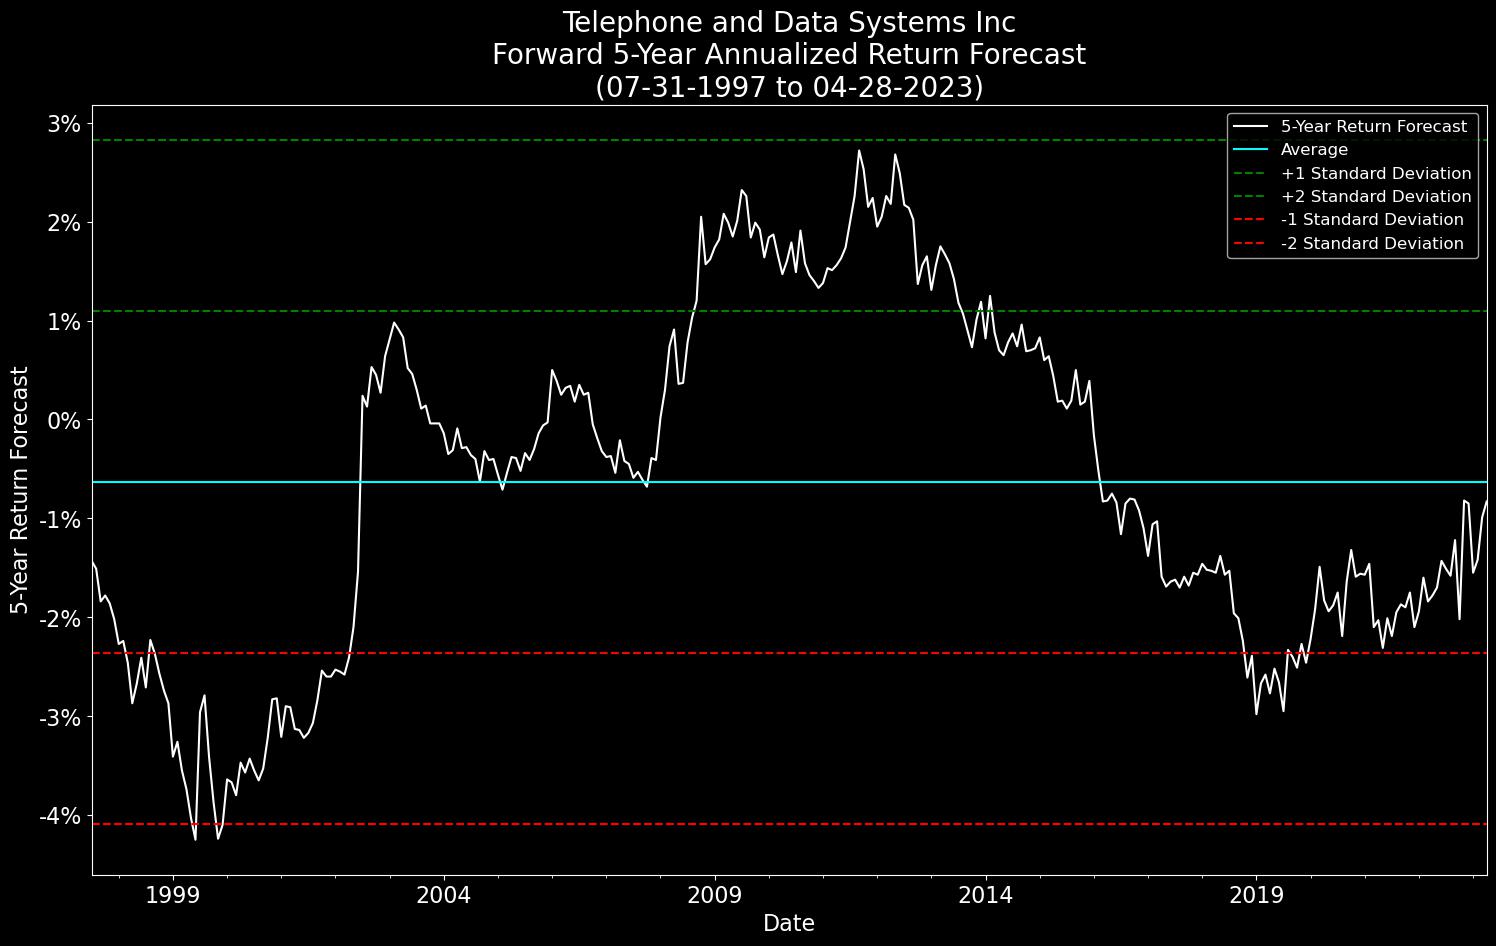 Telephone and Data Systems Inc
Forward 5-Year Annualized Return Forecast
(07-31-1997 to 04-28-2023)
5-Year Return Forecast
Average
+1 Standard Deviation
+2 Standard Deviation
-1 Standard Deviation
-2 Standard Deviation
5-Year Return Forecast
3%
2%
1%
0%
-1%
-2%
-3%
-4%
1999 2004 2009 2014 2019
Date